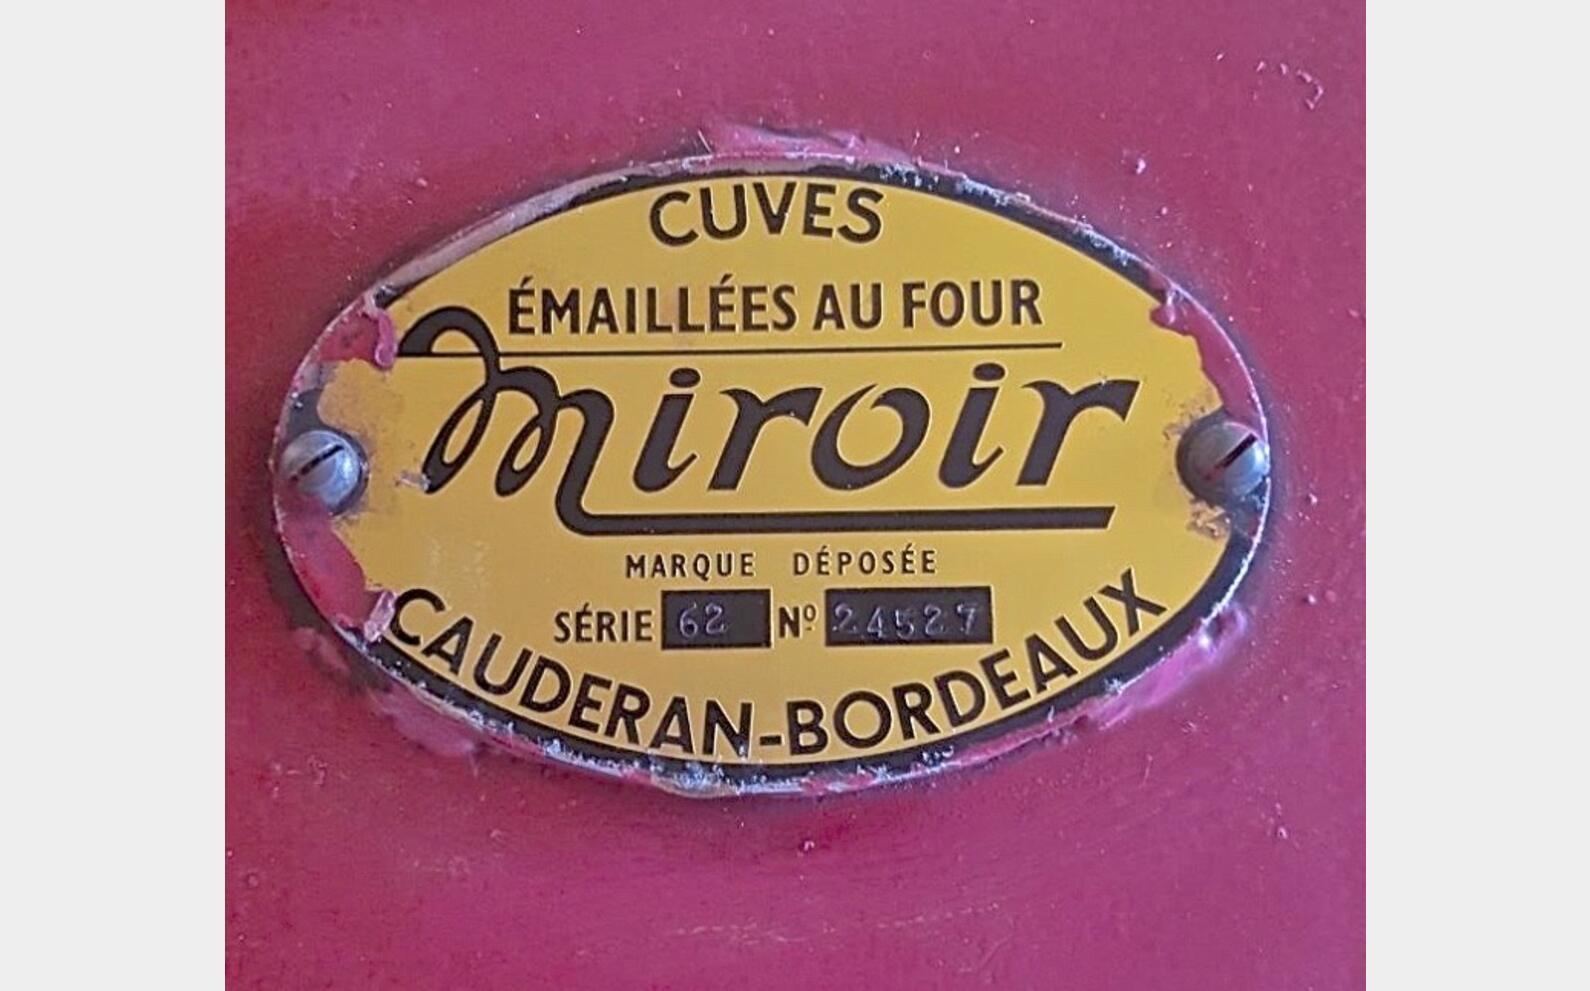 CUVES
ÉMAILLÉES AU FOUR
miroir
MARQUE DÉPOSÉE
SÉRIE 62 Nº 24527
CAUDERAN-BORDEAUX